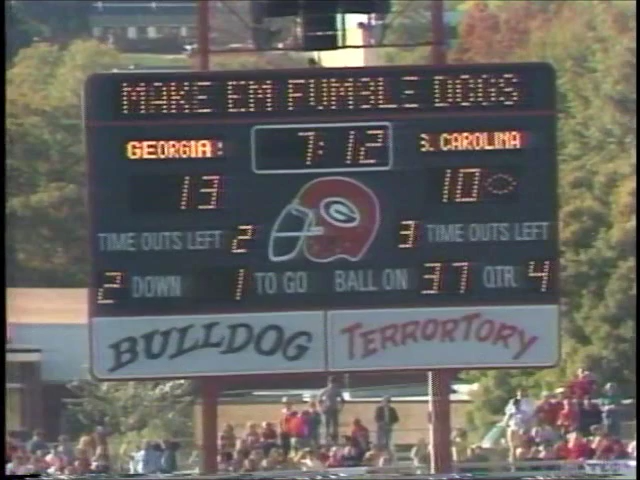 MAKE EM FUMBLE DOGS
GEORGIA: 7:12 S. CAROLINA
13 10
TIME OUTS LEFT 2 3 TIME OUTS LEFT
2 DOWN 1 TO GO BALL ON 37 QTR 4
BULLDOG TERRORTORY